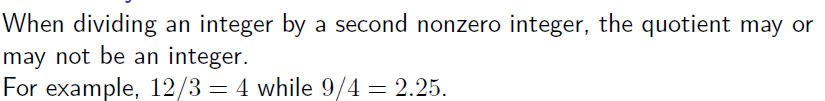 When dividing an integer by a second nonzero integer, the quotient may or
may not be an integer.
For example, 12/3 = 4 while 9/4 = 2.25.